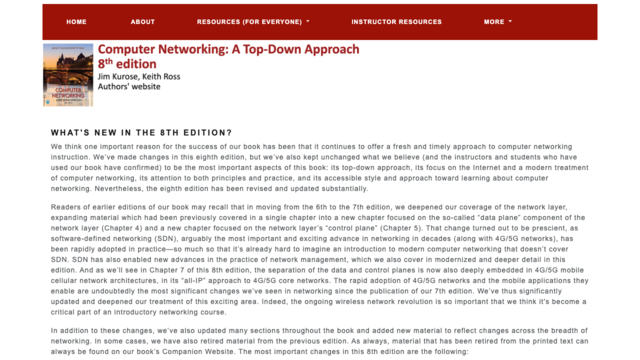 HOME
ABOUT
RESOURCES (FOR EVERYONE)
INSTRUCTOR RESOURCES
MORE
COMPUTER NETWORKING
Computer Networking: A Top-Down Approach
8th edition
Jim Kurose, Keith Ross
Authors' website
WHAT'S NEW IN THE 8TH EDITION?
We think one important reason for the success of our book has been that it continues to offer a fresh and timely approach to computer networking
instruction. We've made changes in this eighth edition, but we've also kept unchanged what we believe (and the instructors and students who have
used our book have confirmed) to be the most important aspects of this book: its top-down approach, its focus on the Internet and a modern treatment
of computer networking, its attention to both principles and practice, and its accessible style and approach toward learning about computer
networking. Nevertheless, the eighth edition has been revised and updated substantially.
Readers of earlier editions of our book may recall that in moving from the 6th to the 7th edition, we deepened our coverage of the network layer,
expanding material which had been previously covered in a single chapter into a new chapter focused on the so-called "data plane" component of the
network layer (Chapter 4) and a new chapter focused on the network layer's "control plane" (Chapter 5). That change turned out to be prescient, as
software-defined networking (SDN), arguably the most important and exciting advance in networking in decades (along with 4G/5G networks), has
been rapidly adopted in practice—so much so that it's already hard to imagine an introduction to modern computer networking that doesn't cover
SDN. SDN has also enabled new advances in the practice of network management, which we also cover in modernized and deeper detail in this
edition. And as we'll see in Chapter 7 of this 8th edition, the separation of the data and control planes is now also deeply embedded in 4G/5G mobile
cellular network architectures, in its "all-IP" approach to 4G/5G core networks. The rapid adoption of 4G/5G networks and the mobile applications they
enable are undoubtedly the most significant changes we've seen in networking since the publication of our 7th edition. We've thus significantly
updated and deepened our treatment of this exciting area. Indeed, the ongoing wireless network revolution is so important that we think it's become a
critical part of an introductory networking course.
In addition to these changes, we've also updated many sections throughout the book and added new material to reflect changes across the breadth of
networking. In some cases, we have also retired material from the previous edition. As always, material that has been retired from the printed text can
always be found on our book's Companion Website. The most important changes in this 8th edition are the following: